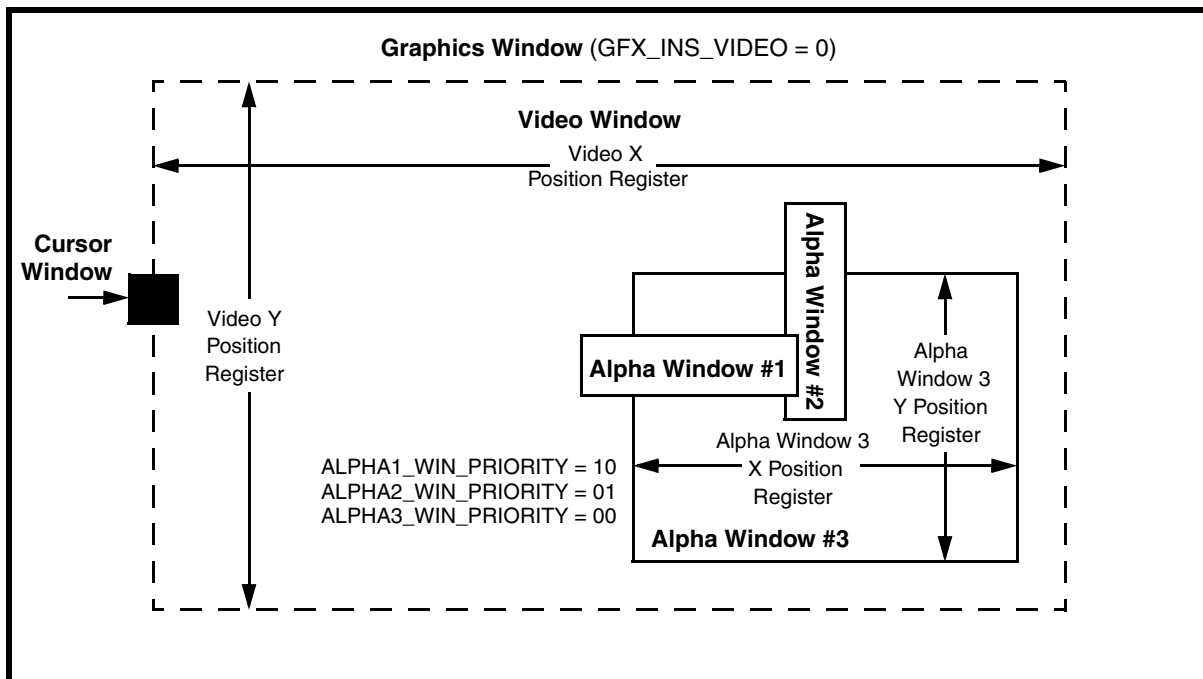 Graphics Window (GFX_INS_VIDEO = 0)
Video Window
Video X
Position Register
Cursor
Window
Video Y
Position
Register
Alpha Window #2
Alpha Window #1
Alpha
Window 3
Y Position
Register
Alpha Window 3
X Position
Register
ALPHA1_WIN_PRIORITY = 10
ALPHA2_WIN_PRIORITY = 01
ALPHA3_WIN_PRIORITY = 00
Alpha Window #3